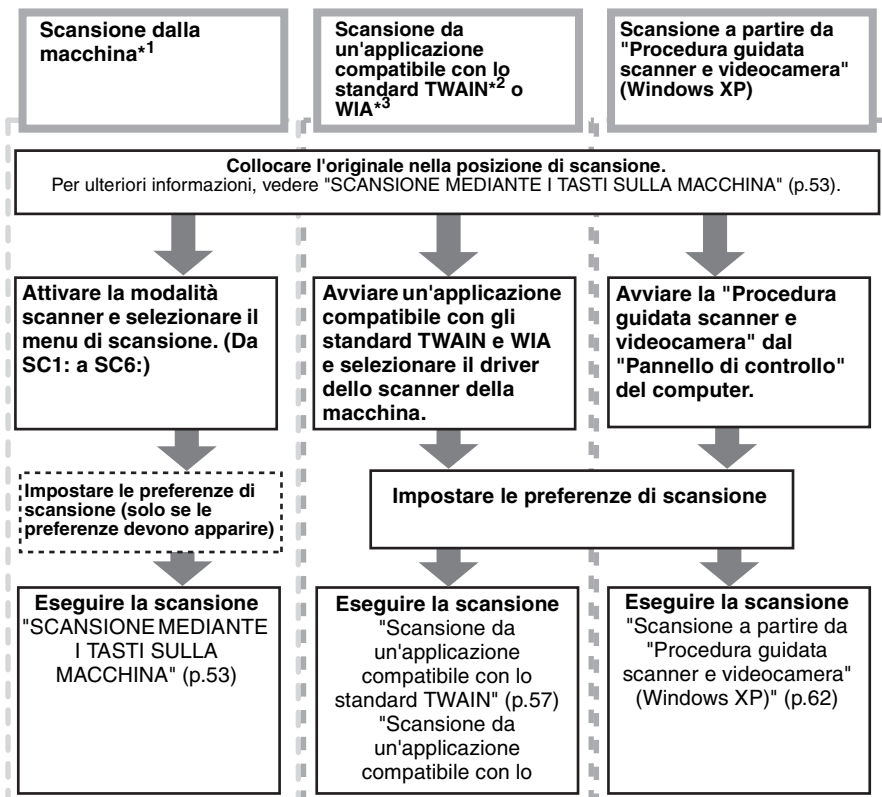 Scansione dalla
macchina*1
Scansione da
un'applicazione
compatibile con lo
standard TWAIN*2 o
WIA*3
Scansione a partire da
"Procedura guidata
scanner e videocamera"
(Windows XP)
Collocare l'originale nella posizione di scansione.
Per ulteriori informazioni, vedere "SCANSIONE MEDIANTE I TASTI SULLA MACCHINA" (p.53).
Attivare la modalità
scanner e selezionare il
menu di scansione. (Da
SC1: a SC6:)
Avviare un'applicazione
compatibile con gli
standard TWAIN e WIA
e selezionare il driver
dello scanner della
macchina.
Avviare la "Procedura
guidata scanner e
videocamera" dal
"Pannello di controllo"
del computer.
Impostare le preferenze di
scansione (solo se le
preferenze devono apparire)
Impostare le preferenze di scansione
Eseguire la scansione
"SCANSIONE MEDIANTE
I TASTI SULLA
MACCHINA" (p.53)
Eseguire la scansione
"Scansione da
un'applicazione
compatibile con lo
standard TWAIN" (p.57)
"Scansione da
un'applicazione
compatibile con lo
Eseguire la scansione
"Scansione a partire da
"Procedura guidata
scanner e videocamera"
(Windows XP)" (p.62)